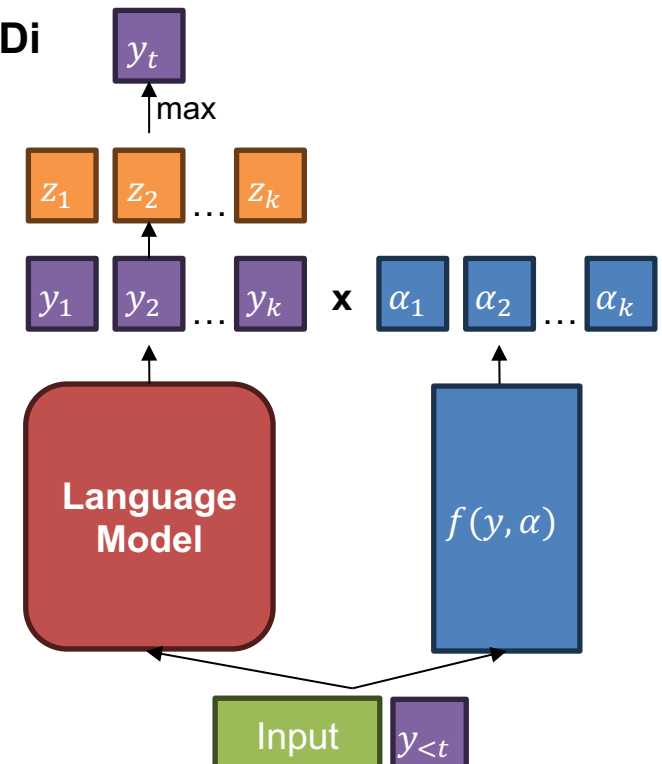 Di
y_t
max
z_1 z_2 ... z_k
y_1 y_2 ... y_k x α_1 α_2 ... α_k
Language
Model
f(y, α)
Input y_{<t}